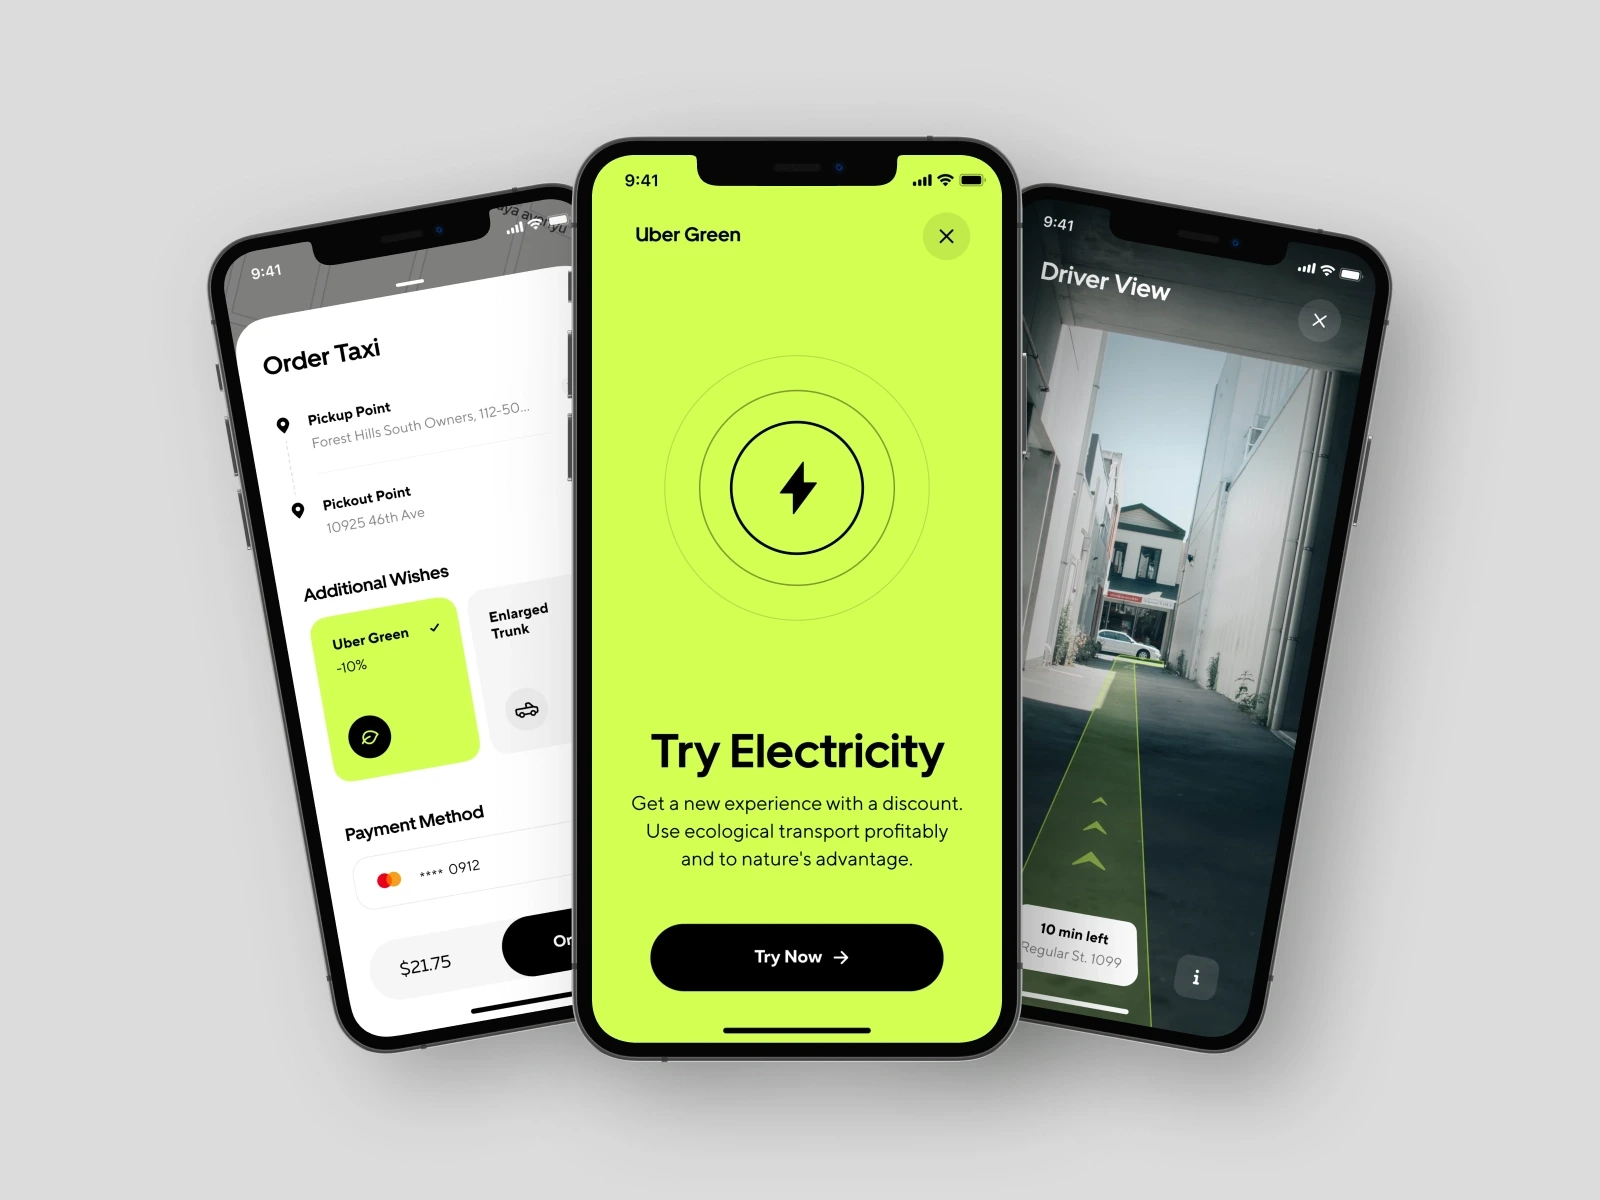 9:41
Order Taxi
Pickup Point
Forest Hills South Owners, 112-50...
Pickout Point
10925 46th Ave
Additional Wishes
Uber Green
-10%
Enlarged
Trunk
Payment Method
**** 0912
$21.75
9:41
Uber Green
Try Electricity
Get a new experience with a discount.
Use ecological transport profitably
and to nature's advantage.
Try Now →
9:41
Driver View
10 min left
Regular St. 1099
i